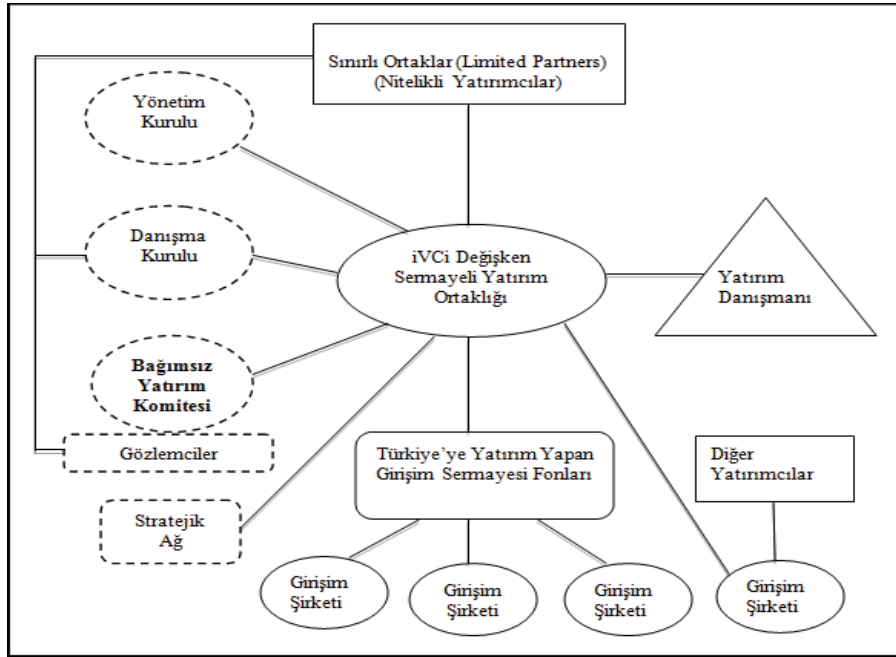 Sınırlı Ortaklar (Limited Partners)
(Nitelikli Yatırımcılar)
Yönetim
Kurulu
Danışma
Kurulu
iVCi Değişken
Sermayeli Yatırım
Ortaklığı
Yatırım
Danışmanı
Bağımsız
Yatırım
Komitesi
Gözlemciler
Türkiye’ye Yatırım Yapan
Girişim Sermayesi Fonları
Diğer
Yatırımcılar
Stratejik
Ağ
Girişim
Şirketi
Girişim
Şirketi
Girişim
Şirketi
Girişim
Şirketi